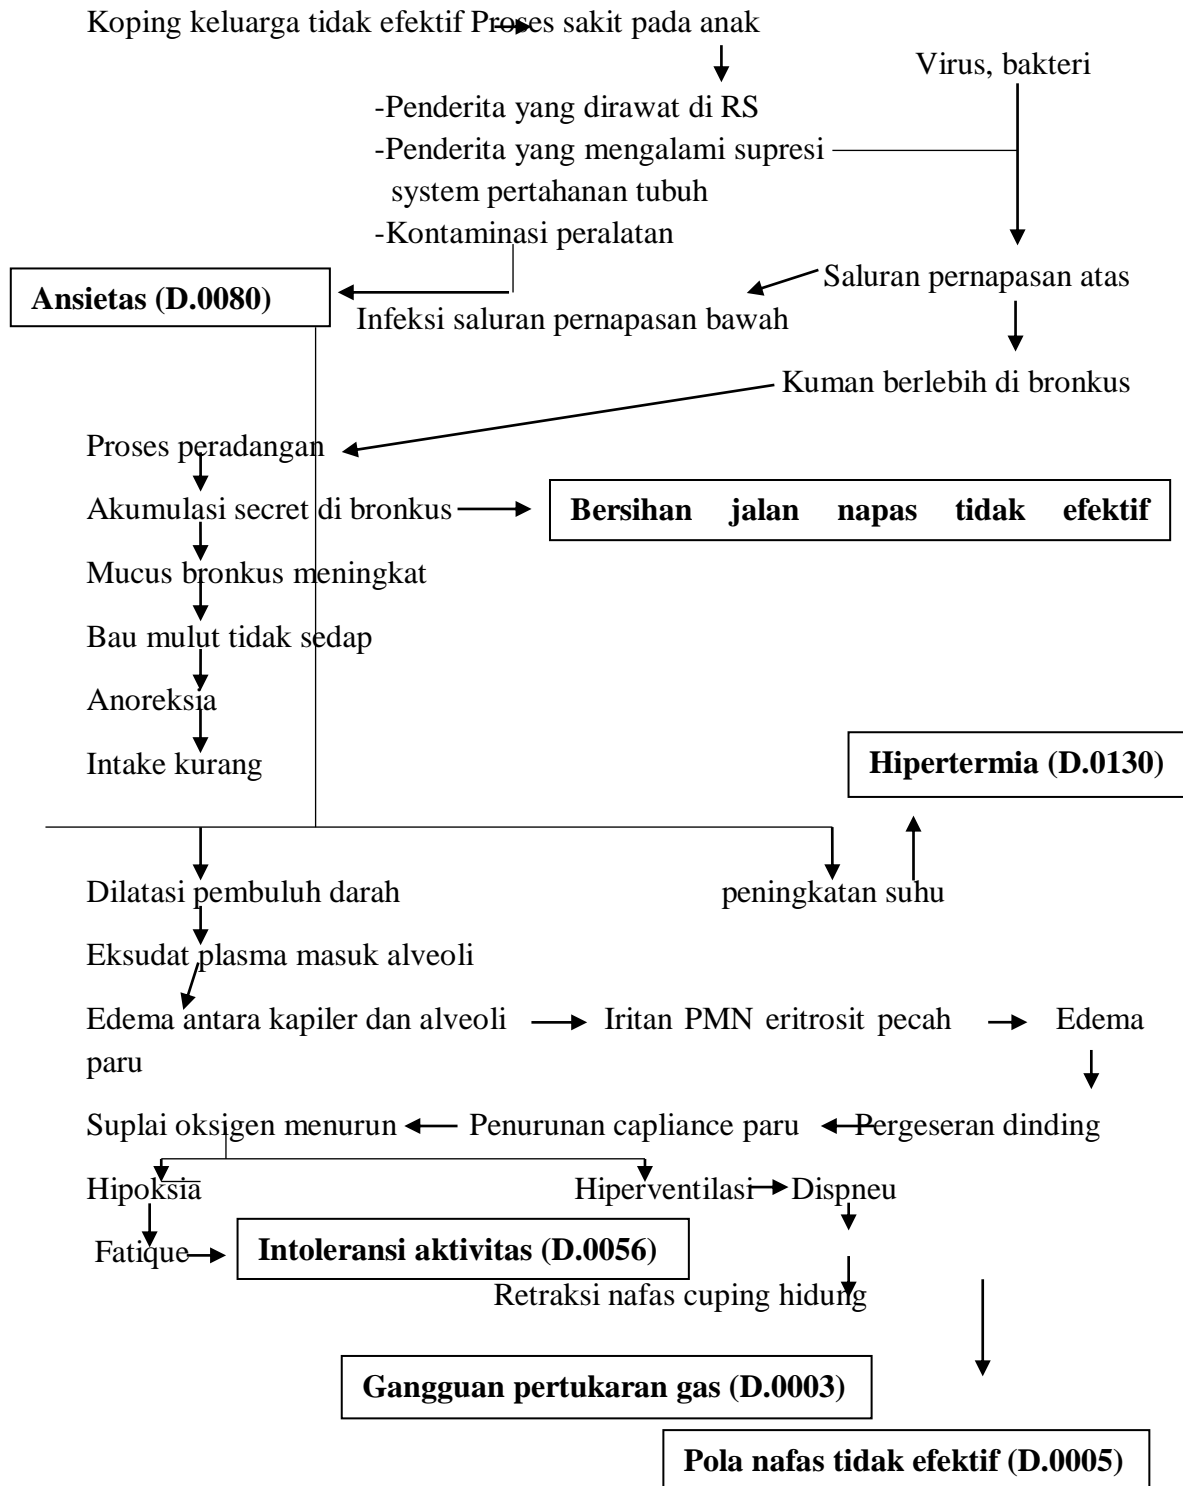 Koping keluarga tidak efektif Proses sakit pada anak
Virus, bakteri
-Penderita yang dirawat di RS
-Penderita yang mengalami supresi
system pertahanan tubuh
-Kontaminasi peralatan
Saluran pernapasan atas
Ansietas (D.0080)
Infeksi saluran pernapasan bawah
Kuman berlebih di bronkus
Proses peradangan
Akumulasi secret di bronkus
Bersihan jalan napas tidak efektif
Mucus bronkus meningkat
Bau mulut tidak sedap
Anoreksia
Intake kurang
Hipertermia (D.0130)
Dilatasi pembuluh darah
peningkatan suhu
Eksudat plasma masuk alveoli
Edema antara kapiler dan alveoli
paru
Iritan PMN eritrosit pecah
Edema
Suplai oksigen menurun
Penurunan capliance paru
Pergeseran dinding
Hipoksia
Hiperventilasi
Dispneu
Fatique
Intoleransi aktivitas (D.0056)
Retraksi nafas cuping hidung
Gangguan pertukaran gas (D.0003)
Pola nafas tidak efektif (D.0005)